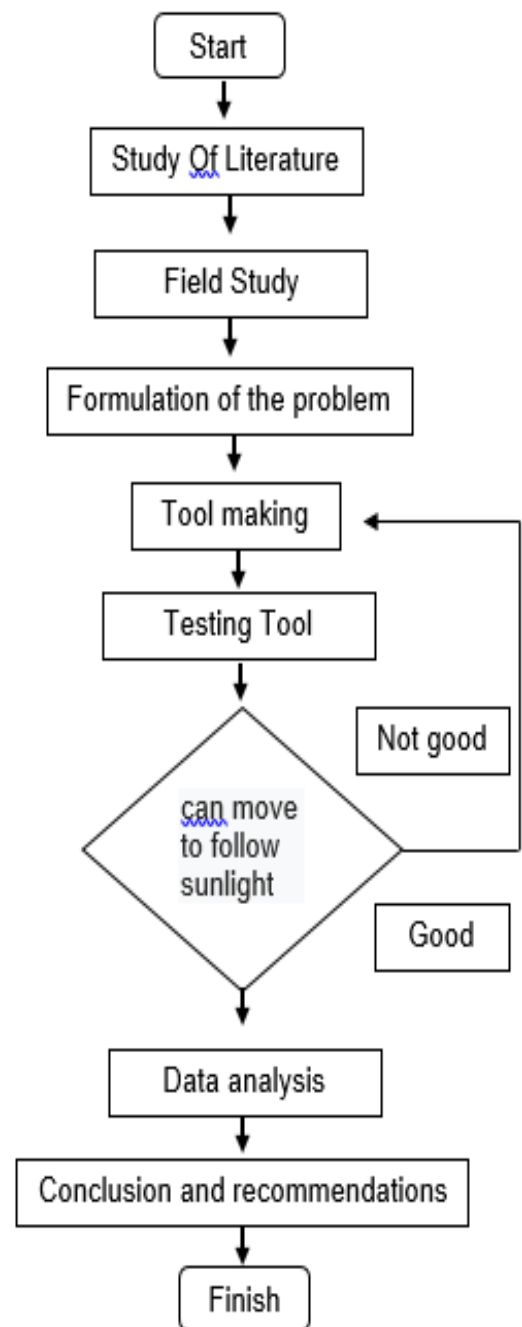 Start
Study Of Literature
Field Study
Formulation of the problem
Tool making
Testing Tool
Not good
can move
to follow
sunlight
Good
Data analysis
Conclusion and recommendations
Finish